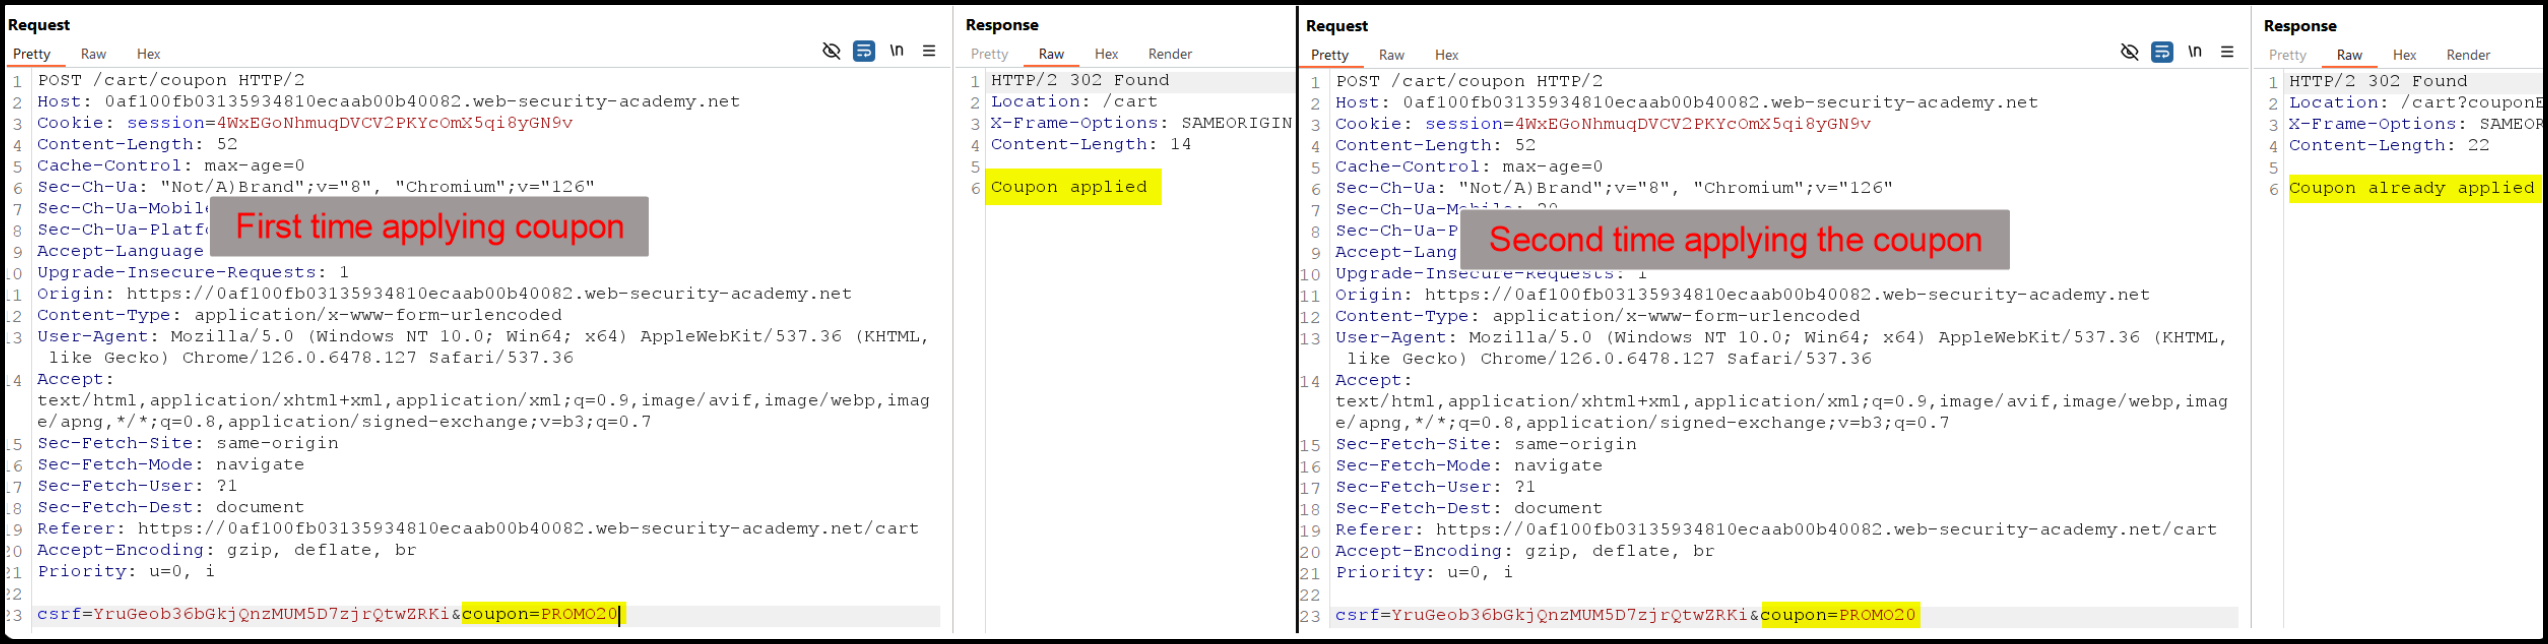 Request
Pretty Raw Hex \n
1 POST /cart/coupon HTTP/2
2 Host: 0af100fb03135934810ecaab00b40082.web-security-academy.net
3 Cookie: session=4WxEGoNhmuqDVCV2PKYcOmX5qi8yGN9v
4 Content-Length: 52
5 Cache-Control: max-age=0
6 Sec-Ch-Ua: "Not/A)Brand";v="8", "Chromium";v="126"
7 Sec-Ch-Ua-Mobile
8 Sec-Ch-Ua-Platf
9 Accept-Language
First time applying coupon
10 Upgrade-Insecure-Requests: 1
11 Origin: https://0af100fb03135934810ecaab00b40082.web-security-academy.net
12 Content-Type: application/x-www-form-urlencoded
13 User-Agent: Mozilla/5.0 (Windows NT 10.0; Win64; x64) AppleWebKit/537.36 (KHTML,
like Gecko) Chrome/126.0.6478.127 Safari/537.36
14 Accept:
text/html,application/xhtml+xml,application/xml;q=0.9,image/avif,image/webp,imag
e/apng,*/*;q=0.8,application/signed-exchange;v=b3;q=0.7
15 Sec-Fetch-Site: same-origin
16 Sec-Fetch-Mode: navigate
17 Sec-Fetch-User: ?1
18 Sec-Fetch-Dest: document
19 Referer: https://0af100fb03135934810ecaab00b40082.web-security-academy.net/cart
20 Accept-Encoding: gzip, deflate, br
21 Priority: u=0, i
22
23 csrf=YruGeob36bGkjQnzMUM5D7zjrQtwZRKi&coupon=PROMO20
Response
Pretty Raw Hex Render
1 HTTP/2 302 Found
2 Location: /cart
3 X-Frame-Options: SAMEORIGIN
4 Content-Length: 14
5
6 Coupon applied
Request
Pretty Raw Hex \n
1 POST /cart/coupon HTTP/2
2 Host: 0af100fb03135934810ecaab00b40082.web-security-academy.net
3 Cookie: session=4WxEGoNhmuqDVCV2PKYcOmX5qi8yGN9v
4 Content-Length: 52
5 Cache-Control: max-age=0
6 Sec-Ch-Ua: "Not/A)Brand";v="8", "Chromium";v="126"
7 Sec-Ch-Ua-Mobile: ?0
8 Sec-Ch-Ua-P
9 Accept-Lang
Second time applying the coupon
10 Upgrade-Insecure-Requests: 1
11 Origin: https://0af100fb03135934810ecaab00b40082.web-security-academy.net
12 Content-Type: application/x-www-form-urlencoded
13 User-Agent: Mozilla/5.0 (Windows NT 10.0; Win64; x64) AppleWebKit/537.36 (KHTML,
like Gecko) Chrome/126.0.6478.127 Safari/537.36
14 Accept:
text/html,application/xhtml+xml,application/xml;q=0.9,image/avif,image/webp,imag
e/apng,*/*;q=0.8,application/signed-exchange;v=b3;q=0.7
15 Sec-Fetch-Site: same-origin
16 Sec-Fetch-Mode: navigate
17 Sec-Fetch-User: ?1
18 Sec-Fetch-Dest: document
19 Referer: https://0af100fb03135934810ecaab00b40082.web-security-academy.net/cart
20 Accept-Encoding: gzip, deflate, br
21 Priority: u=0, i
22
23 csrf=YruGeob36bGkjQnzMUM5D7zjrQtwZRKi&coupon=PROMO20
Response
Pretty Raw Hex Render
1 HTTP/2 302 Found
2 Location: /cart?couponE
3 X-Frame-Options: SAMEOR
4 Content-Length: 22
5
6 Coupon already applied